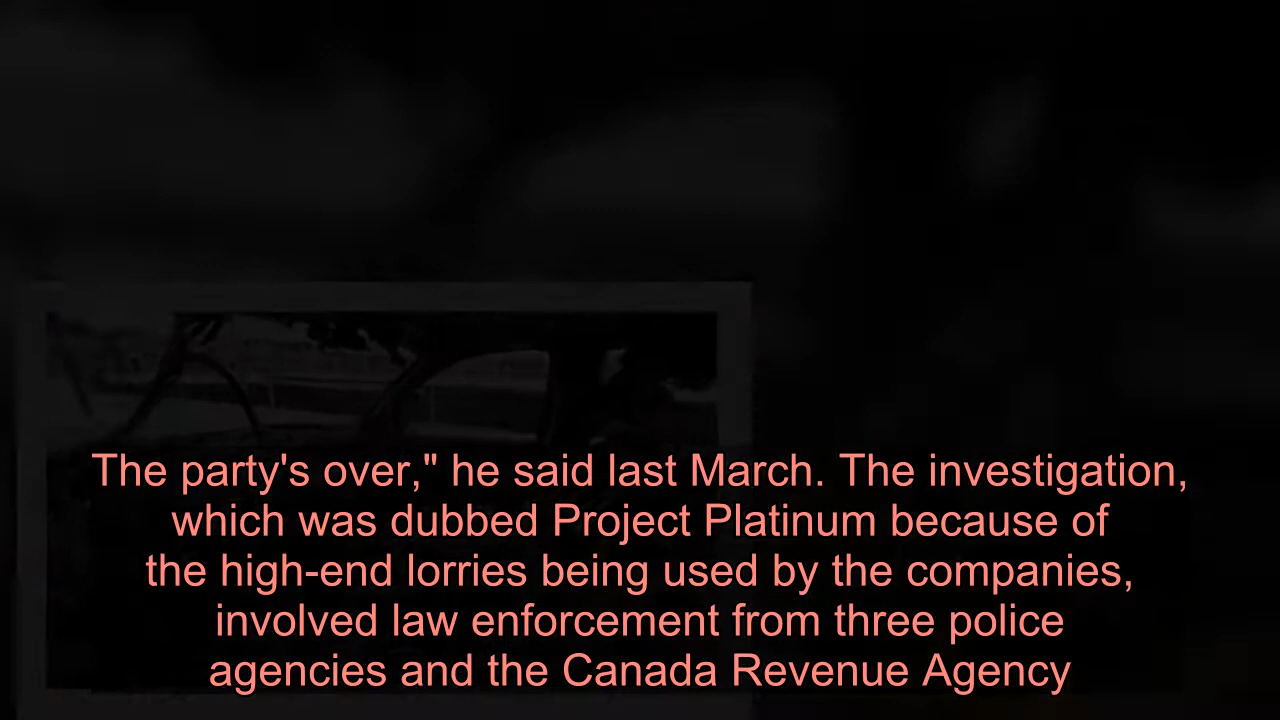 The party's over," he said last March. The investigation,
which was dubbed Project Platinum because of
the high-end lorries being used by the companies,
involved law enforcement from three police
agencies and the Canada Revenue Agency